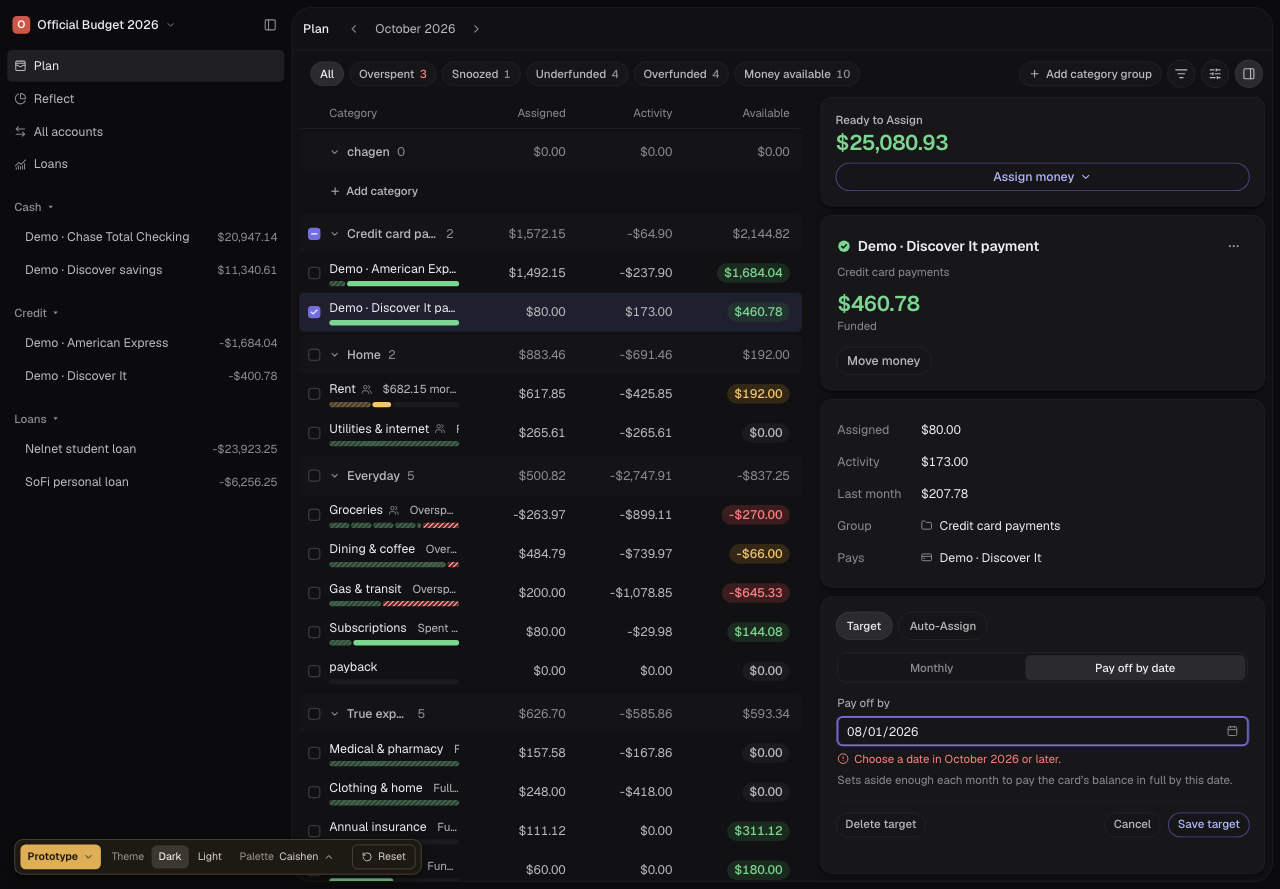 O Official Budget 2026
Plan
Reflect
All accounts
Loans
Cash
Demo · Chase Total Checking $20,947.14
Demo · Discover savings $11,340.61
Credit
Demo · American Express -$1,684.04
Demo · Discover It -$400.78
Loans
Nelnet student loan -$23,923.25
SoFi personal loan -$6,256.25
Plan October 2026
All Overspent 3 Snoozed 1 Underfunded 4 Overfunded 4 Money available 10 + Add category group
Category Assigned Activity Available
chagen 0 $0.00 $0.00 $0.00
+ Add category
Credit card pa... 2 $1,572.15 -$64.90 $2,144.82
Demo · American Exp... $1,492.15 -$237.90 $1,684.04
Demo · Discover It pa... $80.00 $173.00 $460.78
Home 2 $883.46 -$691.46 $192.00
Rent $682.15 mor... $617.85 -$425.85 $192.00
Utilities & internet $265.61 -$265.61 $0.00
Everyday 5 $500.82 -$2,747.91 -$837.25
Groceries Oversp... -$263.97 -$899.11 -$270.00
Dining & coffee Over... $484.79 -$739.97 -$66.00
Gas & transit Oversp... $200.00 -$1,078.85 -$645.33
Subscriptions Spent ... $80.00 -$29.98 $144.08
payback $0.00 $0.00 $0.00
True exp... 5 $626.70 -$585.86 $593.34
Medical & pharmacy F $157.58 -$167.86 $0.00
Clothing & home Full... $248.00 -$418.00 $0.00
Annual insurance Fu... $111.12 $0.00 $311.12
Fun... $60.00 $0.00 $180.00
Ready to Assign
$25,080.93
Assign money
Demo · Discover It payment ...
Credit card payments
$460.78
Funded
Move money
Assigned $80.00
Activity $173.00
Last month $207.78
Group Credit card payments
Pays Demo · Discover It
Target Auto-Assign
Monthly Pay off by date
Pay off by
08/01/2026
Choose a date in October 2026 or later.
Sets aside enough each month to pay the card's balance in full by this date.
Delete target Cancel Save target
Prototype Theme Dark Light Palette Caishen Reset